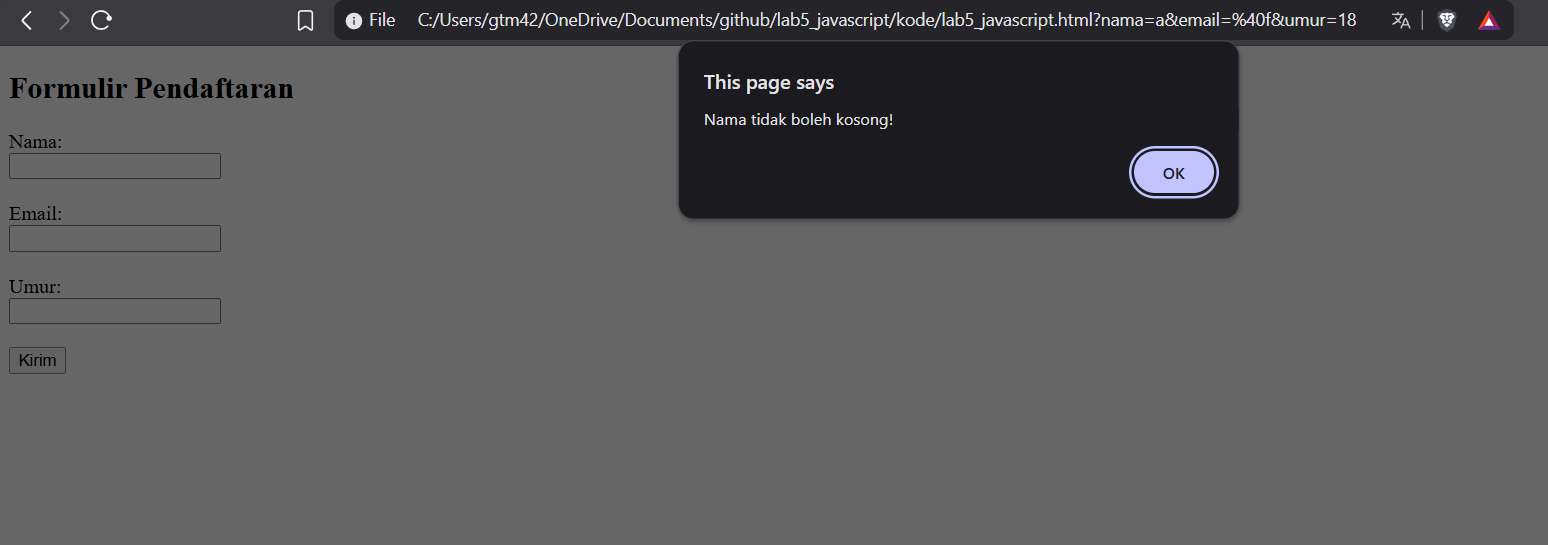 File C:/Users/gtm42/OneDrive/Documents/github/lab5_javascript/kode/lab5_javascript.html?nama=a&email=%40f&umur=18
This page says
Nama tidak boleh kosong!
OK
Formulir Pendaftaran
Nama:
Email:
Umur:
Kirim